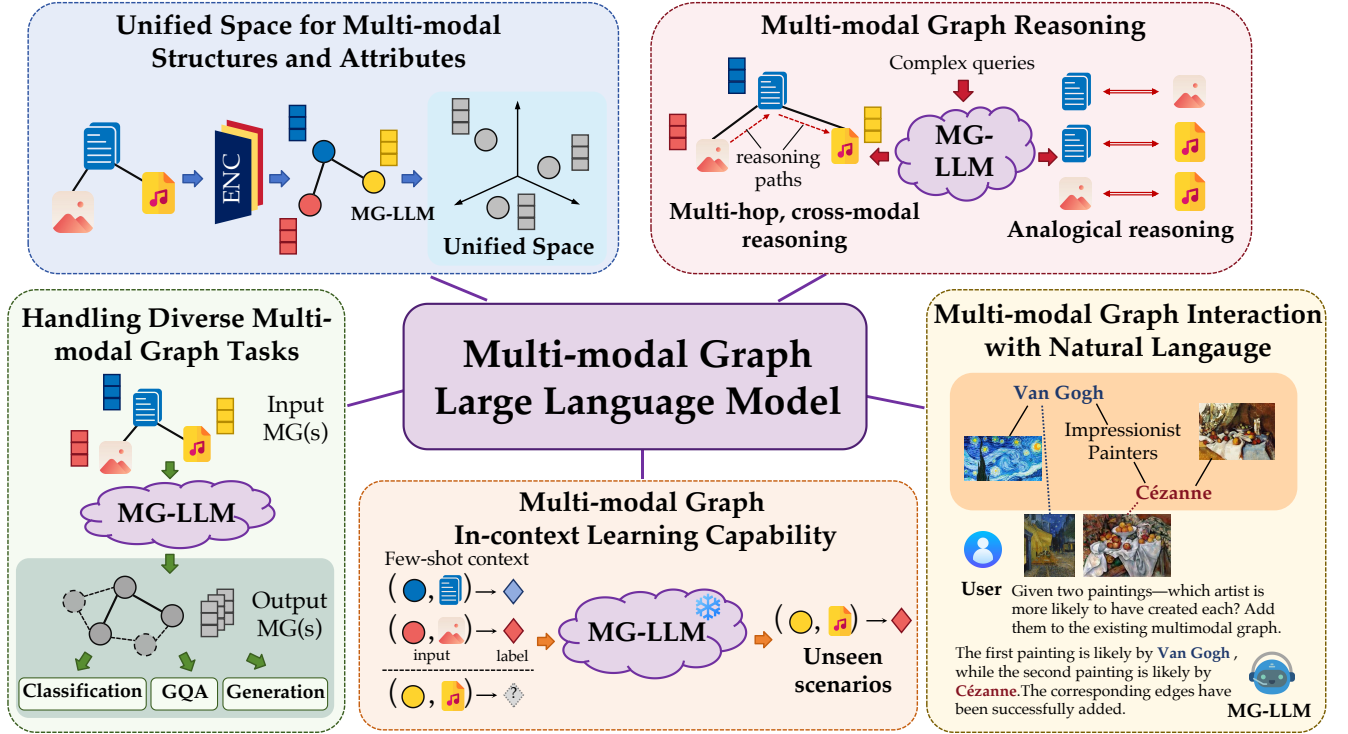 Unified Space for Multi-modal
Structures and Attributes
ENC
MG-LLM
Unified Space
Multi-modal Graph Reasoning
Complex queries
MG-
LLM
reasoning
paths
Multi-hop, cross-modal
reasoning
Analogical reasoning
Multi-modal Graph
Large Language Model
Handling Diverse Multi-
modal Graph Tasks
Input
MG(s)
MG-LLM
Output
MG(s)
Classification
GQA
Generation
Multi-modal Graph
In-context Learning Capability
Few-shot context
( , ) →
( , ) →
input
label
( , ) → ?
MG-LLM
( , ) →
Unseen
scenarios
Multi-modal Graph Interaction
with Natural Langauge
Van Gogh
Impressionist
Painters
Cézanne
User
Given two paintings—which artist is
more likely to have created each? Add
them to the existing multimodal graph.
The first painting is likely by Van Gogh ,
while the second painting is likely by
Cézanne.The corresponding edges have
been successfully added.
MG-LLM